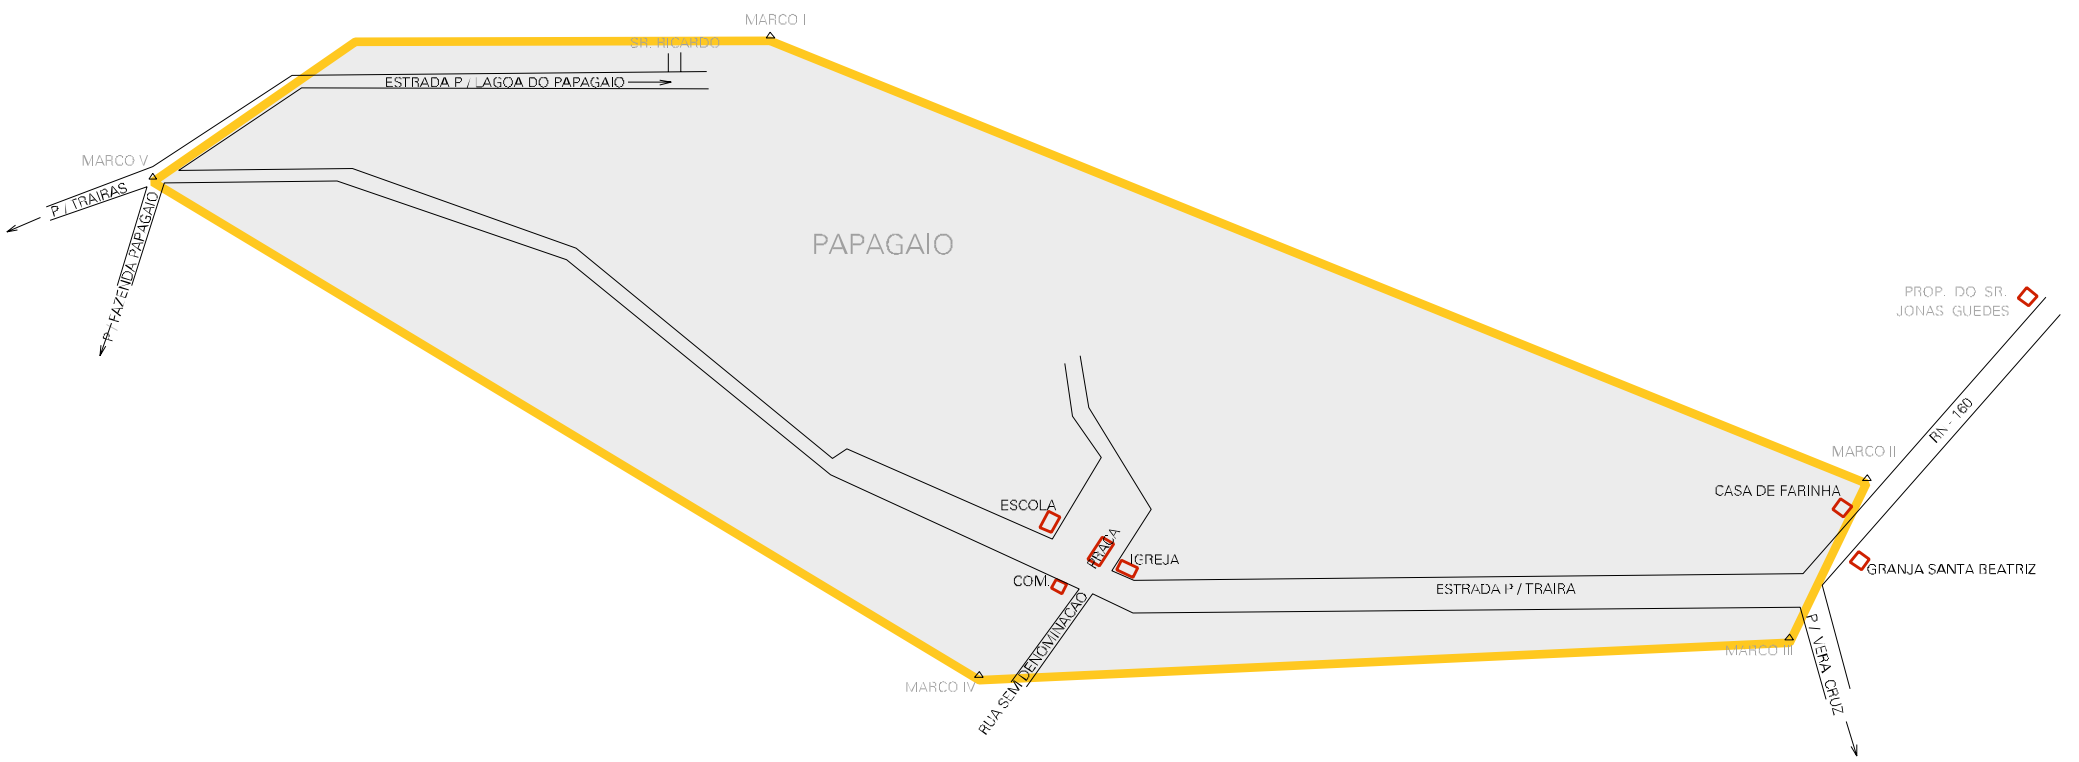 MARCO I
SR. RICARDO
ESTRADA P / LAGOA DO PAPAGAIO
MARCO V
P / TRAIRAS
P / FAZENDA PAPAGAIO
PAPAGAIO
PROP. DO SR.
JONAS GUEDES
RN - 160
MARCO II
CASA DE FARINHA
ESCOLA
PRACA
IGREJA
GRANJA SANTA BEATRIZ
COM.
ESTRADA P / TRAIRA
RUA SEM DENOMINACAO
P / VERA CRUZ
MARCO III
MARCO IV